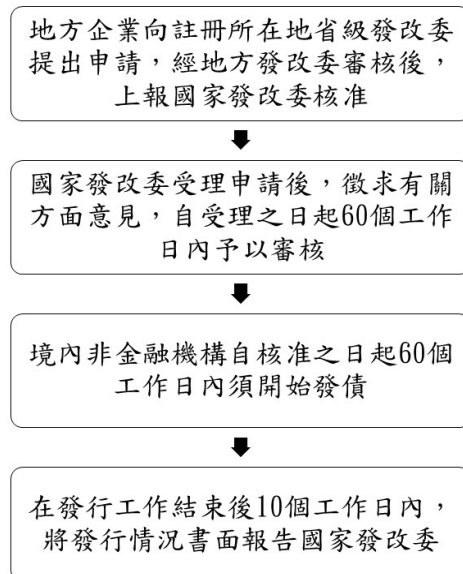 地方企業向註冊所在地省級發改委
提出申請，經地方發改委審核後，
上報國家發改委核准
國家發改委受理申請後，徵求有關
方面意見，自受理之日起60個工作
日內予以審核
境內非金融機構自核准之日起60個
工作日內須開始發債
在發行工作結束後10個工作日內，
將發行情況書面報告國家發改委